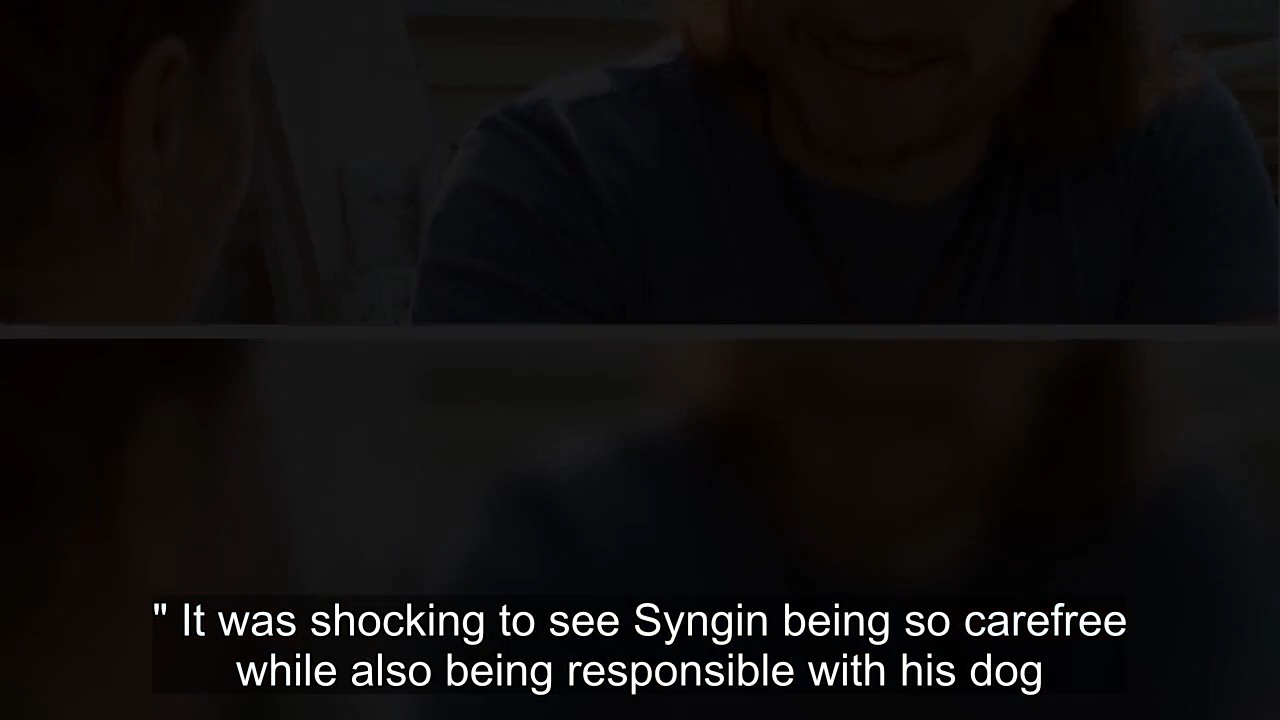 " It was shocking to see Syngin being so carefree
while also being responsible with his dog